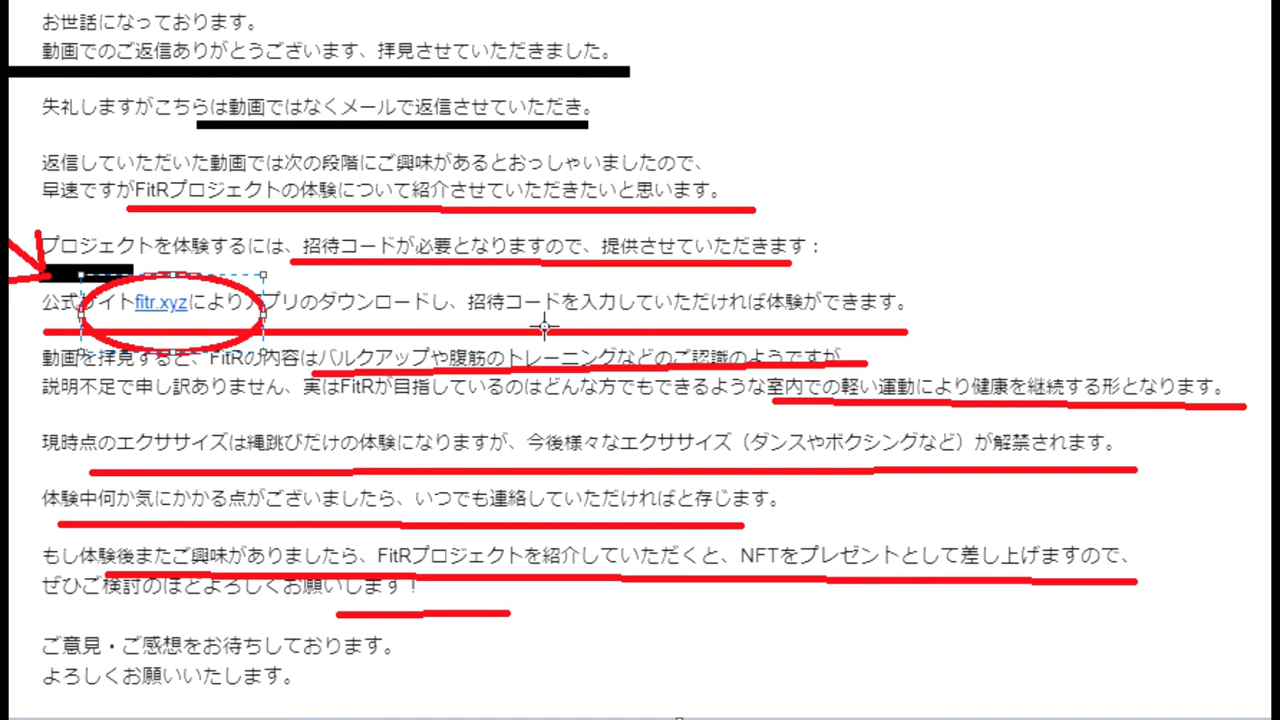 お世話になっております。
動画でのご返信ありがとうございます、拝見させていただきました。
失礼しますがこちらは動画ではなくメールで返信させていただき。
返信していただいた動画では次の段階にご興味があるとおっしゃいましたので、
早速ですがFitRプロジェクトの体験について紹介させていただきたいと思います。
プロジェクトを体験するには、招待コードが必要となりますので、提供させていただきます：
公式サイトfitr.xyzによりアプリのダウンロードし、招待コードを入力していただければ体験ができます。
動画を拝見すると、FitRの内容はバルクアップや腹筋のトレーニングなどのご認識のようですが
説明不足で申し訳ありません、実はFitRが目指しているのはどんな方でもできるような室内での軽い運動により健康を継続する形となります。
現時点のエクササイズは縄跳びだけの体験になりますが、今後様々なエクササイズ（ダンスやボクシングなど）が解禁されます。
体験中何か気にかかる点がございましたら、いつでも連絡していただければと存じます。
もし体験後またご興味がありましたら、FitRプロジェクトを紹介していただくと、NFTをプレゼントとして差し上げますので、
ぜひご検討のほどよろしくお願いします！
ご意見・ご感想をお待ちしております。
よろしくお願いいたします。